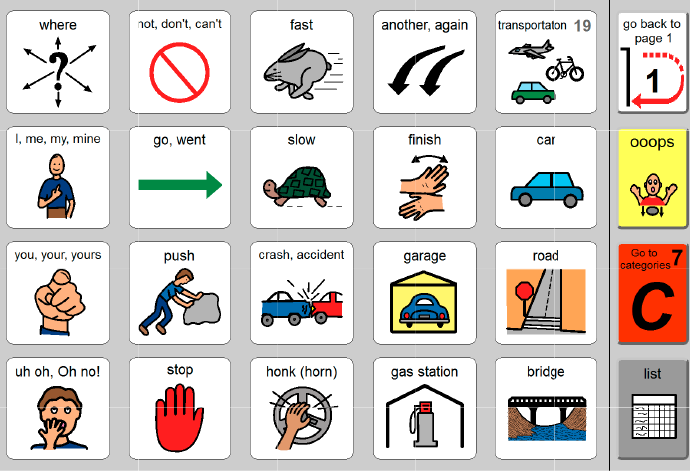 where
not, don't, can't
fast
another, again
transportaton 19
go back to
page 1
1
I, me, my, mine
go, went
slow
finish
car
ooops
you, your, yours
push
crash, accident
garage
road
Go to
categories 7
C
uh oh, Oh no!
stop
honk (horn)
gas station
bridge
list